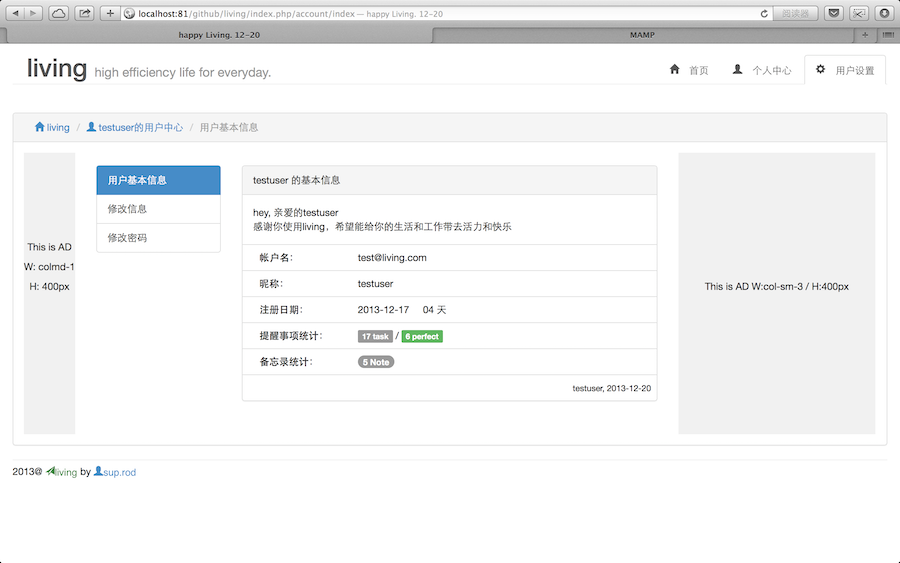 localhost:81/github/living/index.php/account/index — happy Living. 12-20
阅读器
happy Living. 12-20
MAMP
living high efficiency life for everyday.
首页
个人中心
用户设置
living / testuser的用户中心 / 用户基本信息
This is AD
W: colmd-1
H: 400px
用户基本信息
修改信息
修改密码
testuser 的基本信息
hey, 亲爱的testuser
感谢你使用living，希望能给你的生活和工作带去活力和快乐
帐户名： test@living.com
昵称： testuser
注册日期： 2013-12-17 04 天
提醒事项统计： 17 task / 6 perfect
备忘录统计： 5 Note
testuser, 2013-12-20
This is AD W:col-sm-3 / H:400px
2013@ living by sup.rod